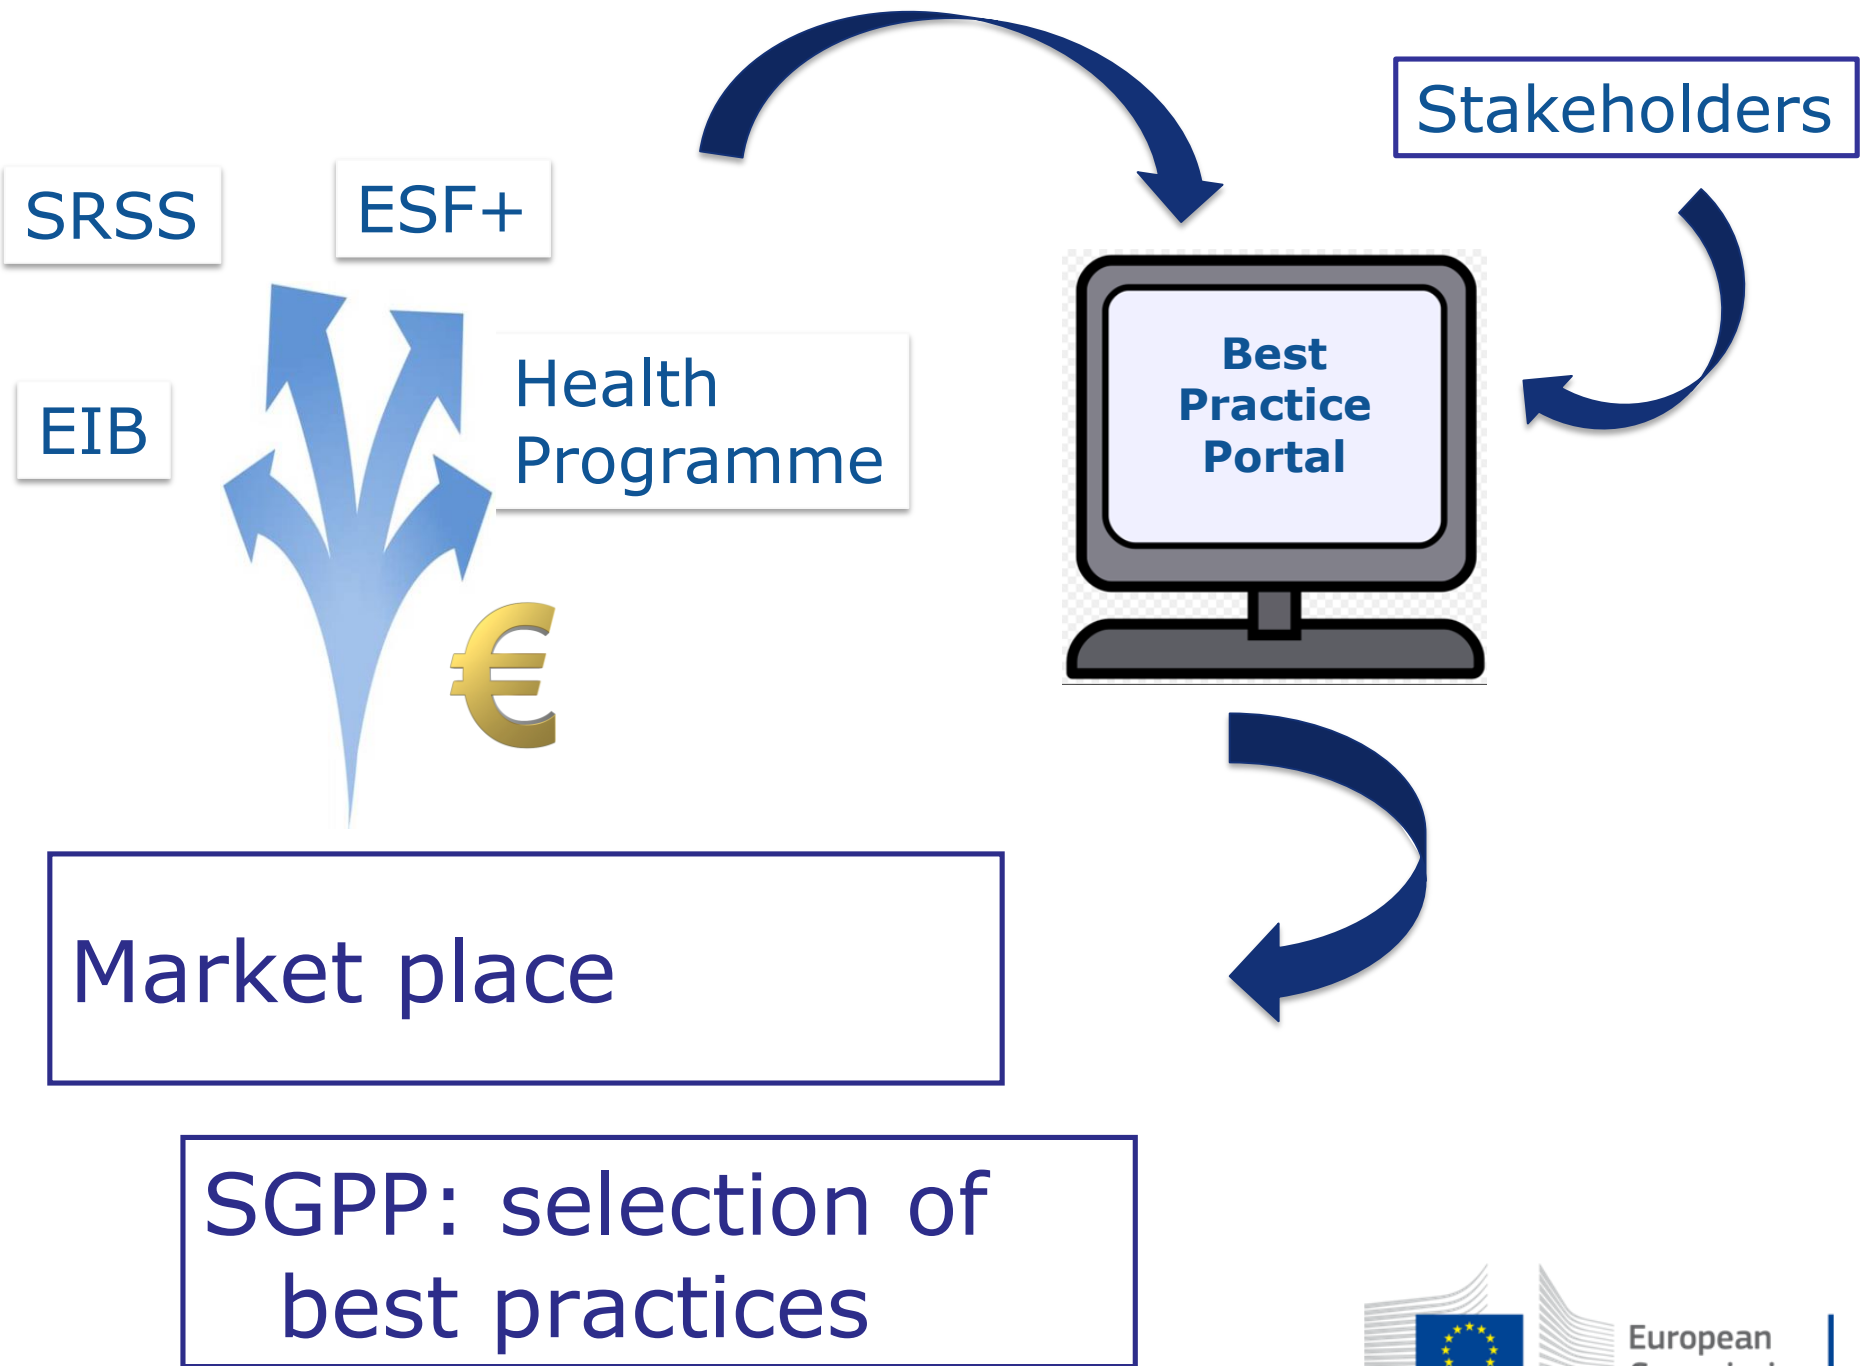 Stakeholders
SRSS
ESF+
EIB
Health
Programme
€
Best
Practice
Portal
Market place
SGPP: selection of
best practices
European